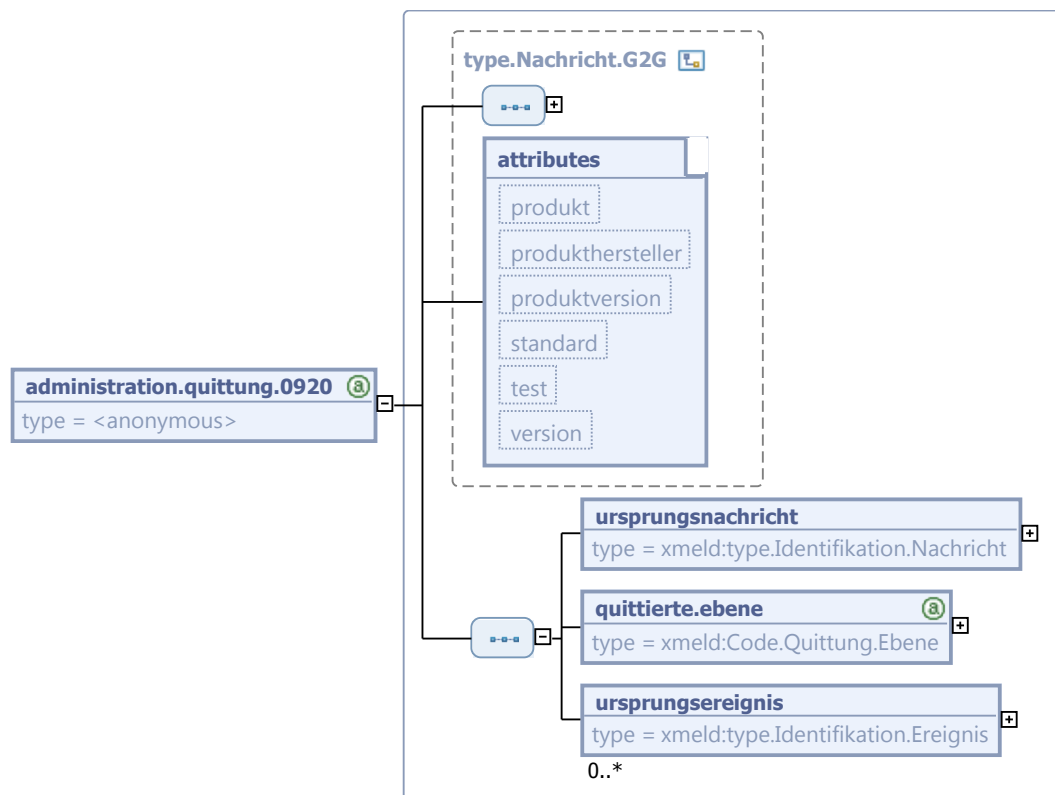 type.Nachricht.G2G
attributes
produkt
produkthersteller
produktversion
standard
test
version
administration.quittung.0920 a
type = <anonymous>
ursprungsnachricht
type = xmeld:type.Identifikation.Nachricht
quittierte.ebene a
type = xmeld:Code.Quittung.Ebene
ursprungsereignis
type = xmeld:type.Identifikation.Ereignis
0..*